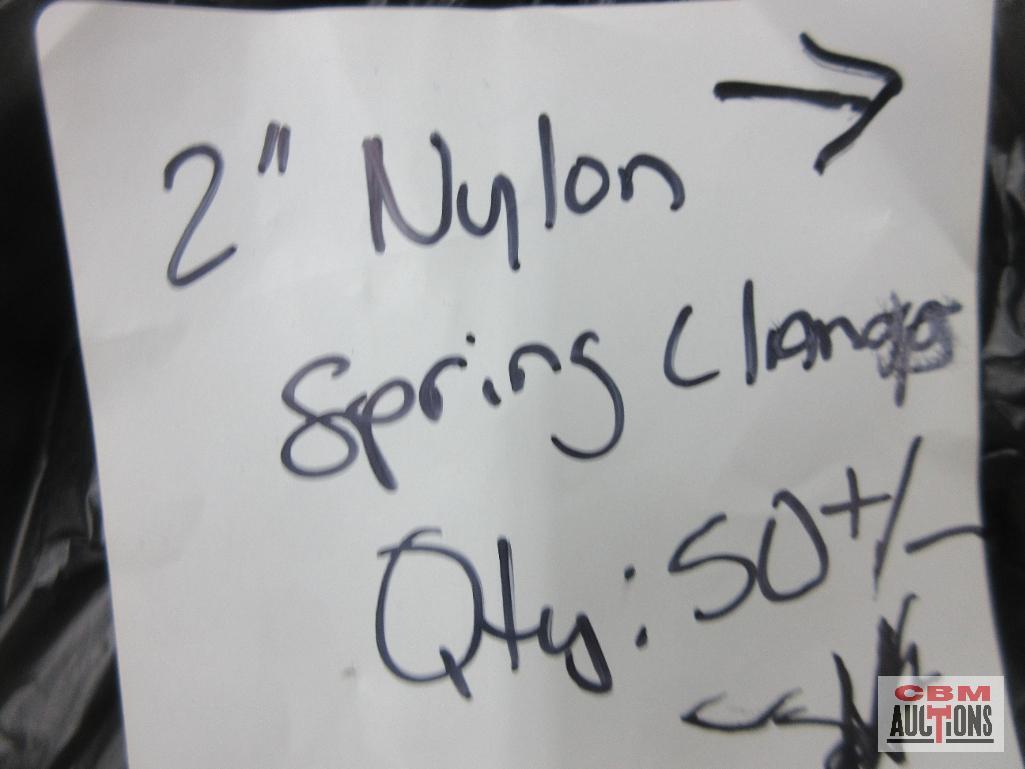 2" Nylon →
Spring Clamps
Qty: 50 +/-
CBM
AUCTIONS